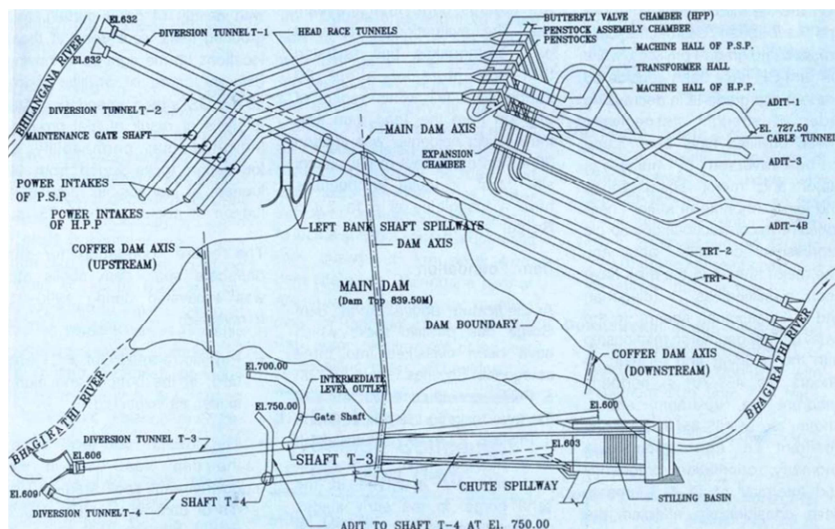 EL632
DIVERSION TUNNEL T-1
HEAD RACE TUNNELS
BUTTERFLY VALVE CHAMBER (HPP)
PENSTOCK ASSEMBLY CHAMBER
PENSTOCKS
MACHINE HALL OF P.S.P.
TRANSFORMER HALL
MACHINE HALL OF H.P.P.
ADIT-1
EL. 727.50
CABLE TUNNEL
ADIT-3
BHILANGANA RIVER
EL632
DIVERSION TUNNEL T-2
MAINTENANCE GATE SHAFT
MAIN DAM AXIS
EXPANSION
CHAMBER
POWER INTAKES
OF P.S.P
POWER INTAKES
OF H.P.P
LEFT BANK SHAFT SPILLWAYS
ADIT-4B
COFFER DAM AXIS
(UPSTREAM)
DAM AXIS
TRT-2
TRT-1
MAIN DAM
(Dam Top 839.50M)
DAM BOUNDARY
COFFER DAM AXIS
(DOWNSTREAM)
BHAGIRATHI RIVER
BHAGIRATHI RIVER
El.700.00
INTERMEDIATE
LEVEL OUTLET
El.750.00
Gate Shaft
El.600
DIVERSION TUNNEL T-3
El.606
SHAFT T-3
El.603
CHUTE SPILLWAY
El.609
SHAFT T-4
DIVERSION TUNNEL T-4
STILLING BASIN
ADIT TO SHAFT T-4 AT El. 750.00